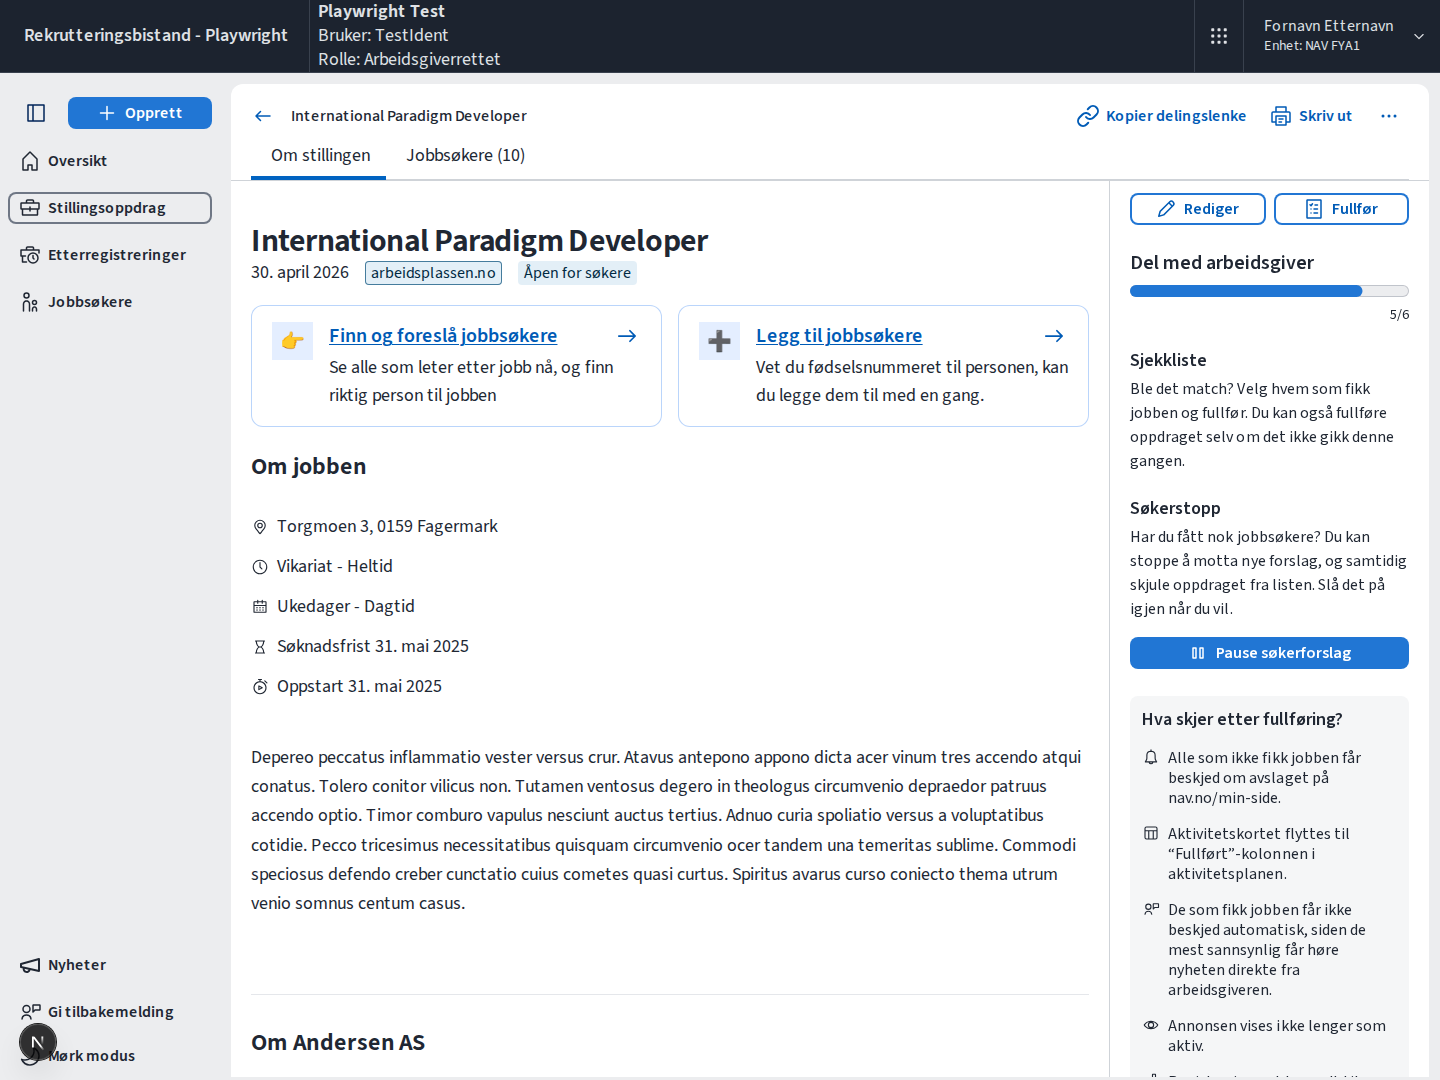 Rekrutteringsbistand - Playwright
Playwright Test
Bruker: TestIdent
Rolle: Arbeidsgiverrettet
Fornavn Etternavn
Enhet: NAV FYA1
Opprett
Oversikt
Stillingsoppdrag
Etterregistreringer
Jobbsøkere
Nyheter
Gi tilbakemelding
Mørk modus
N
International Paradigm Developer
Kopier delingslenke
Skriv ut
Om stillingen
Jobbsøkere (10)
International Paradigm Developer
30. april 2026
arbeidsplassen.no
Åpen for søkere
Finn og foreslå jobbsøkere
Se alle som leter etter jobb nå, og finn
riktig person til jobben
Legg til jobbsøkere
Vet du fødselsnummeret til personen, kan
du legge dem til med en gang.
Om jobben
Torgmoen 3, 0159 Fagermark
Vikariat - Heltid
Ukedager - Dagtid
Søknadsfrist 31. mai 2025
Oppstart 31. mai 2025
Depereo peccatus inflammatio vester versus crur. Atavus antepono appono dicta acer vinum tres accendo atqui
conatus. Tolero conitor vilicus non. Tutamen ventosus degero in theologus circumvenio depraedor patruus
accendo optio. Timor comburo vapulus nesciunt auctus tertius. Adnuo curia spoliatio versus a voluptatibus
cotidie. Pecco tricesimus necessitatibus quisquam circumvenio ocer tandem una temeritas sublime. Commodi
speciosus defendo creber cunctatio cuius cometes quasi curtus. Spiritus avarus curso coniecto thema utrum
venio somnus centum casus.
Om Andersen AS
Rediger
Fullfør
Del med arbeidsgiver
5/6
Sjekkliste
Ble det match? Velg hvem som fikk
jobben og fullfør. Du kan også fullføre
oppdraget selv om det ikke gikk denne
gangen.
Søkerstopp
Har du fått nok jobbsøkere? Du kan
stoppe å motta nye forslag, og samtidig
skjule oppdraget fra listen. Slå det på
igjen når du vil.
Pause søkerforslag
Hva skjer etter fullføring?
Alle som ikke fikk jobben får
beskjed om avslaget på
nav.no/min-side.
Aktivitetskortet flyttes til
“Fullført”-kolonnen i
aktivitetsplanen.
De som fikk jobben får ikke
beskjed automatisk, siden de
mest sannsynlig får høre
nyheten direkte fra
arbeidsgiveren.
Annonsen vises ikke lenger som
aktiv.